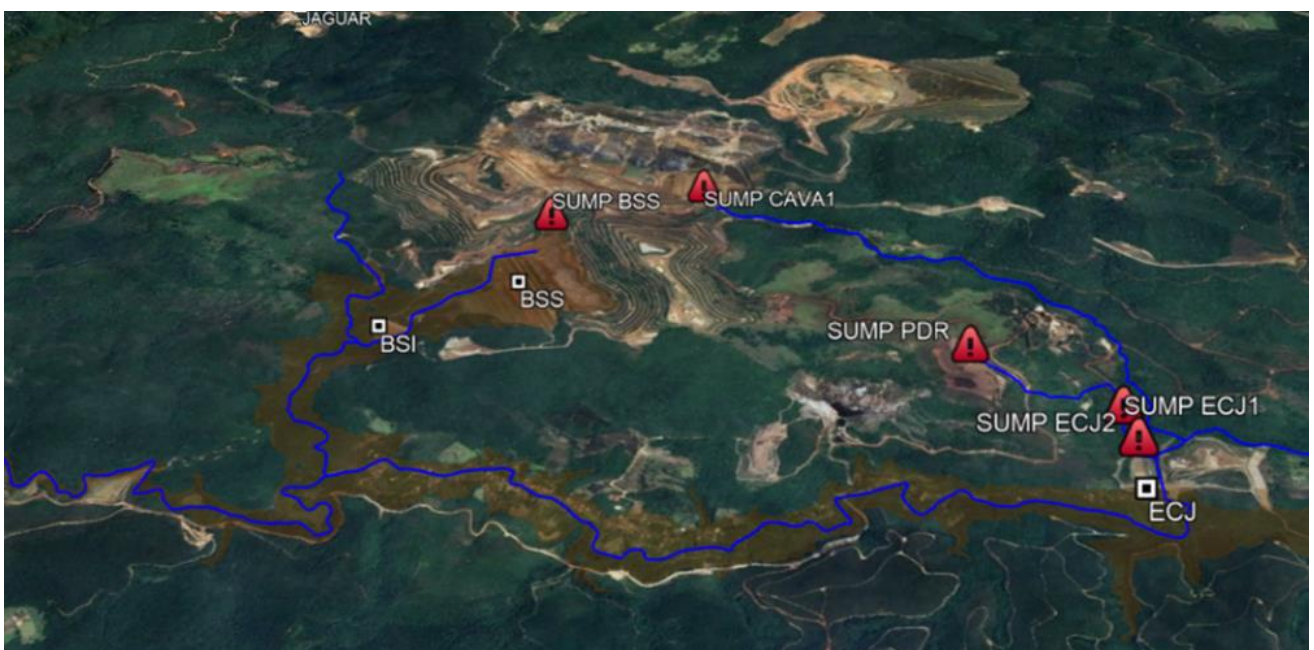 JAGUAR
SUMP BSS
SUMP CAVA1
BSS
BSI
SUMP PDR
SUMP ECJ1
SUMP ECJ2
ECJ